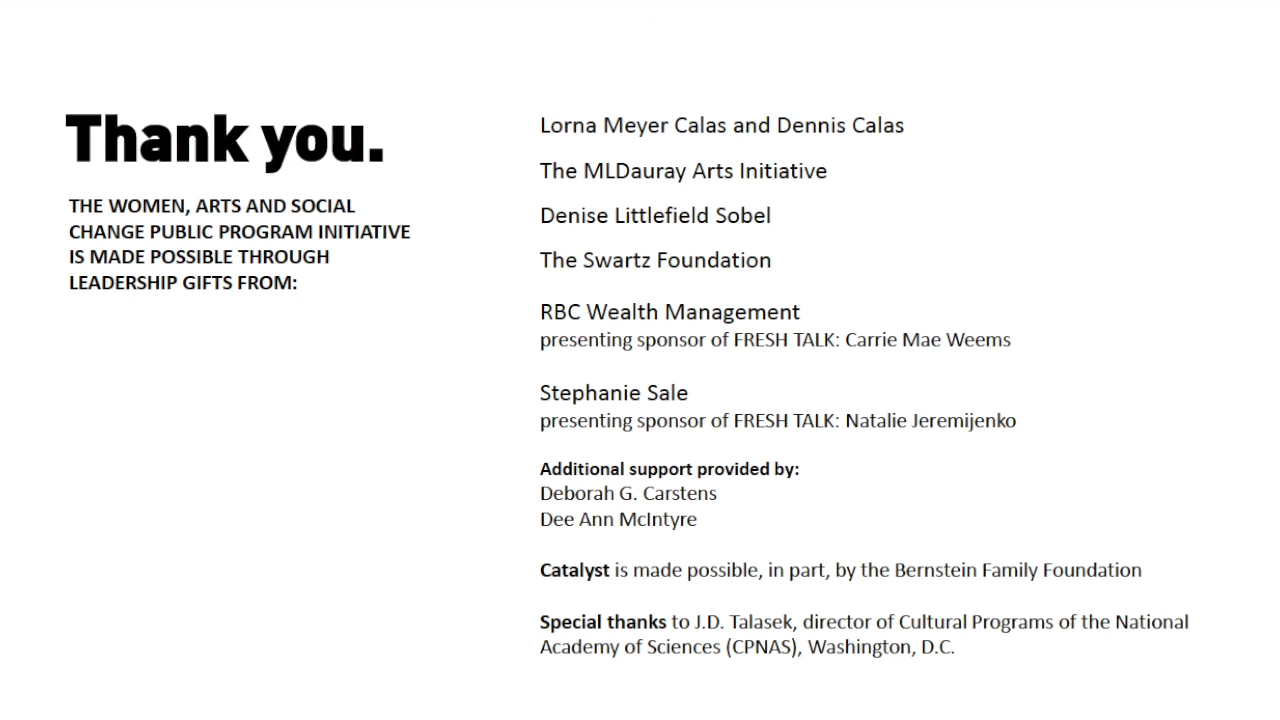 Thank you.
THE WOMEN, ARTS AND SOCIAL
CHANGE PUBLIC PROGRAM INITIATIVE
IS MADE POSSIBLE THROUGH
LEADERSHIP GIFTS FROM:
Lorna Meyer Calas and Dennis Calas
The MLDauray Arts Initiative
Denise Littlefield Sobel
The Swartz Foundation
RBC Wealth Management
presenting sponsor of FRESH TALK: Carrie Mae Weems
Stephanie Sale
presenting sponsor of FRESH TALK: Natalie Jeremijenko
Additional support provided by:
Deborah G. Carstens
Dee Ann McIntyre
Catalyst is made possible, in part, by the Bernstein Family Foundation
Special thanks to J.D. Talasek, director of Cultural Programs of the National
Academy of Sciences (CPNAS), Washington, D.C.